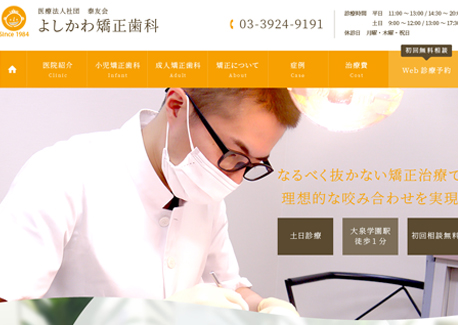 医療法人社団 泰友会
よしかわ矯正歯科
Since 1984
03-3924-9191
診療時間 平日 11:00～13:00 / 14:30～20:0
土日 9:00～12:00 / 13:00～17:30
休診日 月曜・木曜・祝日
初回無料相談
医院紹介
Clinic
小児矯正歯科
Infant
成人矯正歯科
Adult
矯正について
About
症例
Case
治療費
Cost
Web 診療予約
なるべく抜かない矯正治療で
理想的な咬み合わせを実現
土日診療
大泉学園駅
徒歩1分
初回相談無料